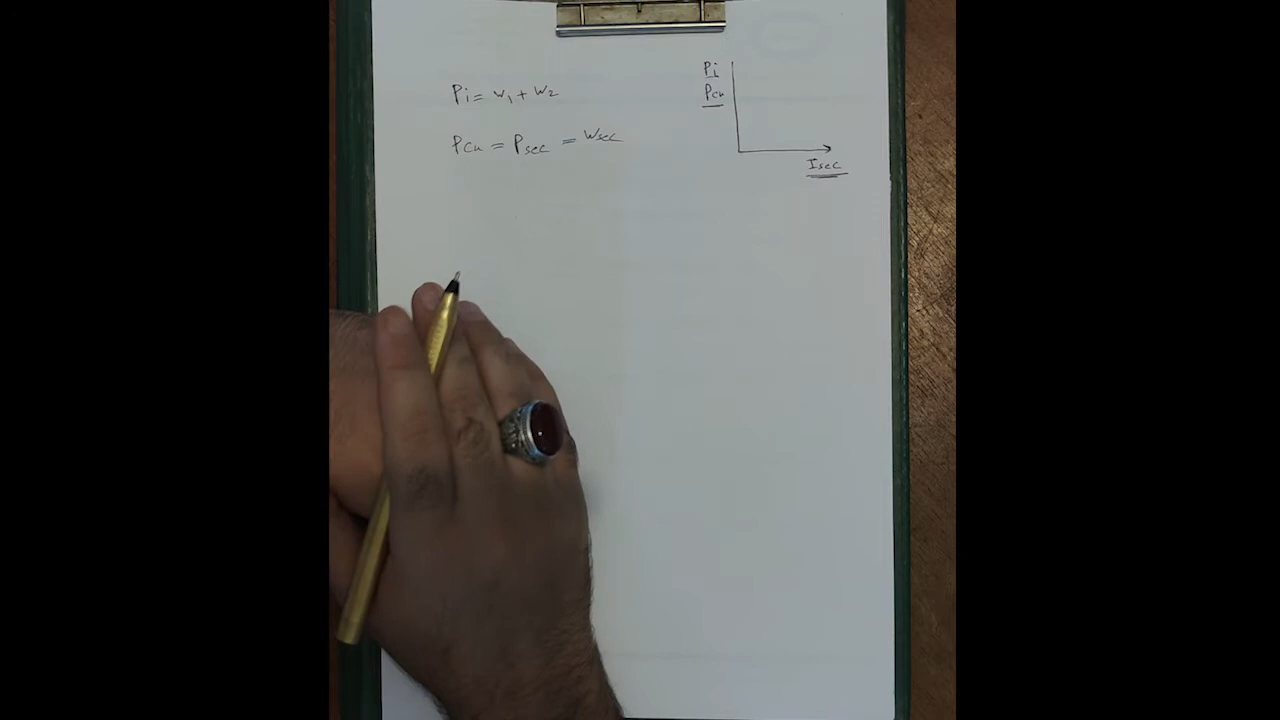 Pi = W1 + W2
Pcu = Psec = Wsec
Pi
Pcu
Isec